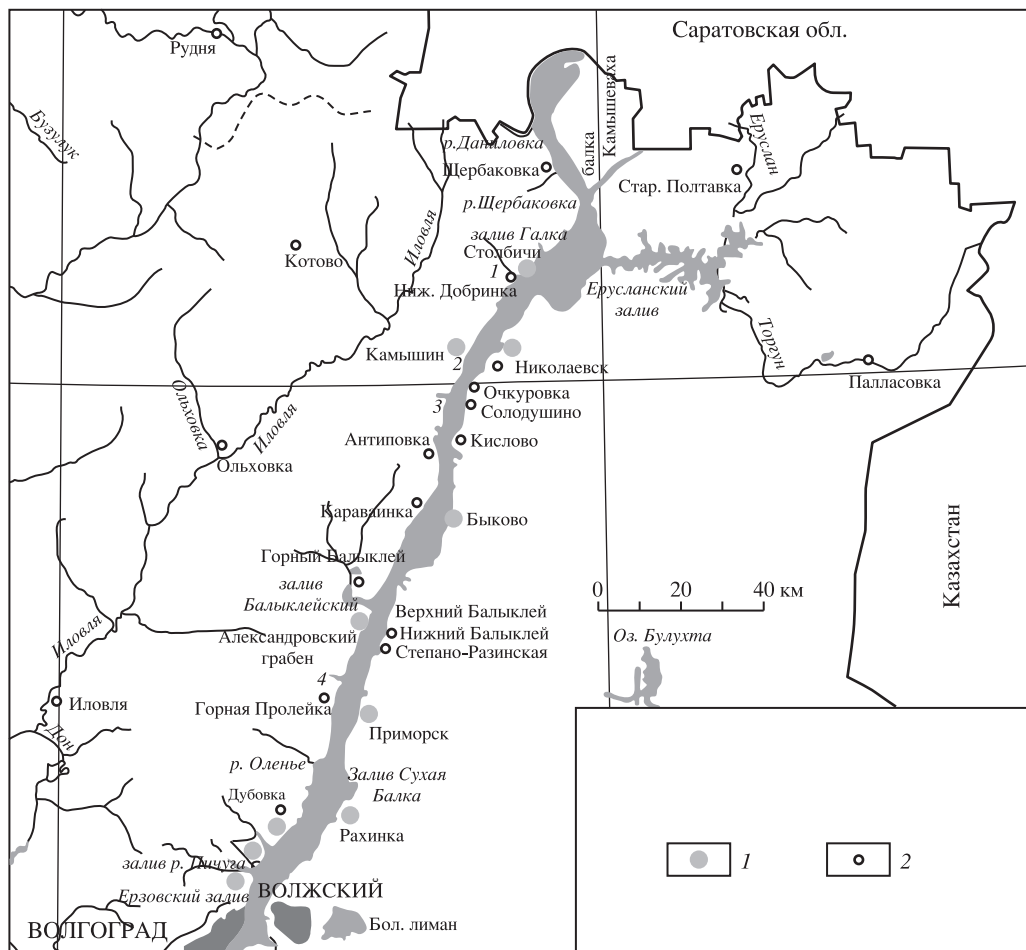 Саратовская обл.
Рудня
Бузулук
р.Даниловка
балка
Камышеваха
Еруслан
Щербаковка
Стар. Полтавка
р.Щербаковка
Иловля
залив Галка
Котово
Столбичи
1
Ниж. Добринка
Ерусланский
залив
Торгун
Камышин
2
Николаевск
Палласовка
Ольховка
Иловля
3
Очкуровка
Солодушино
Антиповка
Кислово
Ольховка
Караваинка
Быково
Казахстан
Горный Балыклей
залив
Балыклейский
0 20 40 км
Верхний Балыклей
Иловля
Александровский
грабен
Нижний Балыклей
Степано-Разинская
Оз. Булухта
4
Иловля
Горная Пролейка
Приморск
Дон
р. Оленье
Залив Сухая
Балка
Дубовка
Рахинка
залив р. Пичуга
Ерзовский залив
ВОЛЖСКИЙ
ВОЛГОГРАД
Бол. лиман
1
2